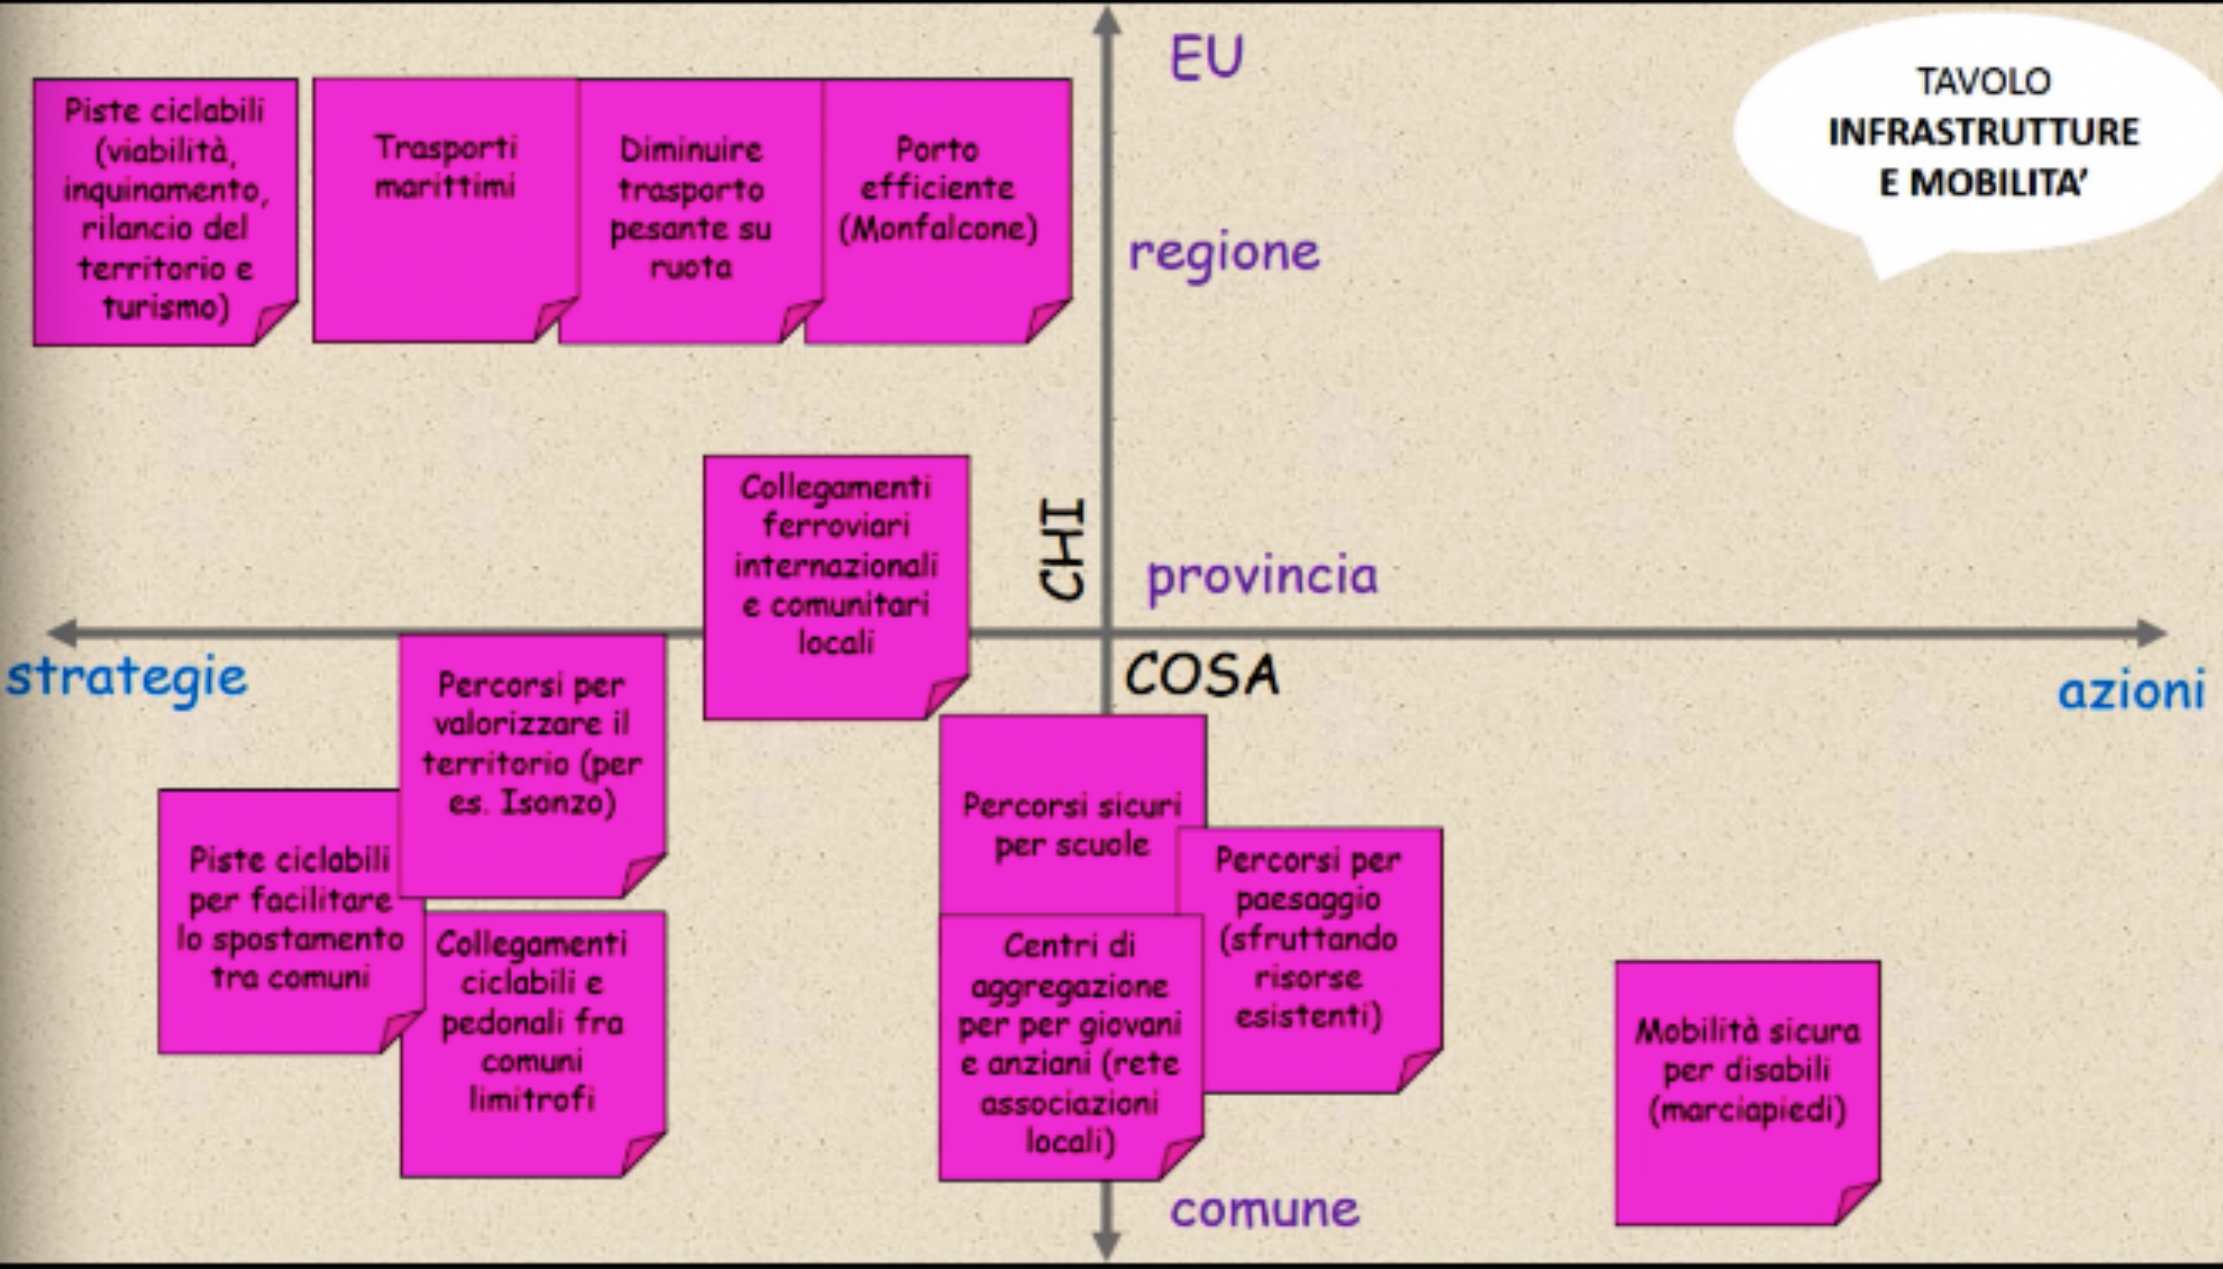 EU
TAVOLO
INFRASTRUTTURE
E MOBILITA'
Piste ciclabili
(viabilità,
inquinamento,
rilancio del
territorio e
turismo)
Trasporti
marittimi
Diminuire
trasporto
pesante su
ruota
Porto
efficiente
(Monfalcone)
regione
Collegamenti
ferroviari
internazionali
e comunitari
locali
CHI
provincia
strategie
COSA
azioni
Percorsi per
valorizzare il
territorio (per
es. Isonzo)
Piste ciclabili
per facilitare
lo spostamento
tra comuni
Collegamenti
ciclabili e
pedonali fra
comuni
limitrofi
Percorsi sicuri
per scuole
Percorsi per
paesaggio
(sfruttando
risorse
esistenti)
Centri di
aggregazione
per per giovani
e anziani (rete
associazioni
locali)
Mobilità sicura
per disabili
(marciapiedi)
comune